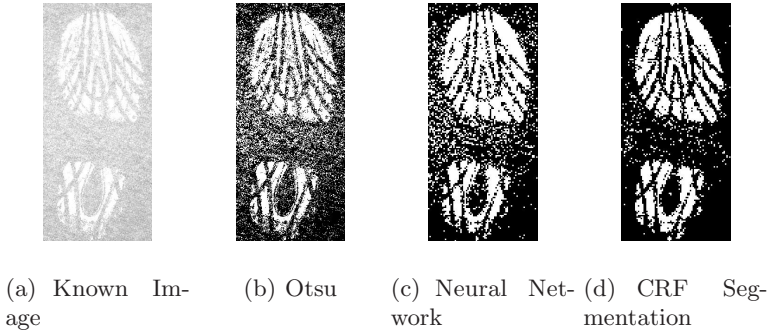 (a) Known Im-
age
(b) Otsu
(c) Neural Net-
work
(d) CRF Seg-
mentation